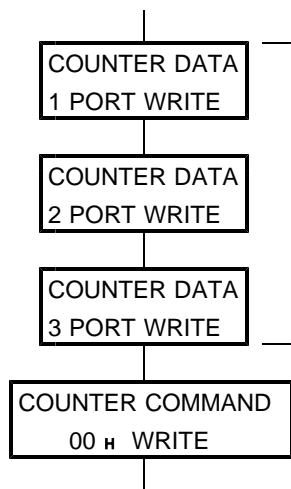 COUNTER DATA
1 PORT WRITE
COUNTER DATA
2 PORT WRITE
COUNTER DATA
3 PORT WRITE
COUNTER COMMAND
00 H WRITE